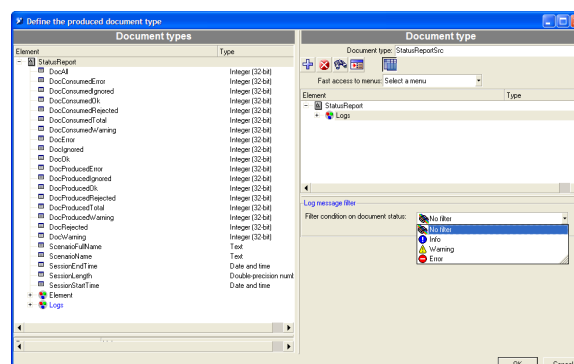 Define the produced document type
Document types
Element Type
StatusReport
DocAll Integer (32-bit)
DocConsumedError Integer (32-bit)
DocConsumedIgnored Integer (32-bit)
DocConsumedOk Integer (32-bit)
DocConsumedRejected Integer (32-bit)
DocConsumedTotal Integer (32-bit)
DocConsumedWarning Integer (32-bit)
DocError Integer (32-bit)
DocIgnored Integer (32-bit)
DocOk Integer (32-bit)
DocProducedError Integer (32-bit)
DocProducedIgnored Integer (32-bit)
DocProducedOk Integer (32-bit)
DocProducedRejected Integer (32-bit)
DocProducedTotal Integer (32-bit)
DocProducedWarning Integer (32-bit)
DocRejected Integer (32-bit)
DocWarning Integer (32-bit)
ScenarioFullName Text
ScenarioName Text
SessionEndTime Date and time
SessionLength Double-precision numb
SessionStartTime Date and time
Element
Logs
Document type
Document type: StatusReportSrc
Fast access to menus: Select a menu
Element Type
StatusReport
Logs
Log message filter
Filter condition on document status: No filter
No filter
Info
Warning
Error
OK Cancel